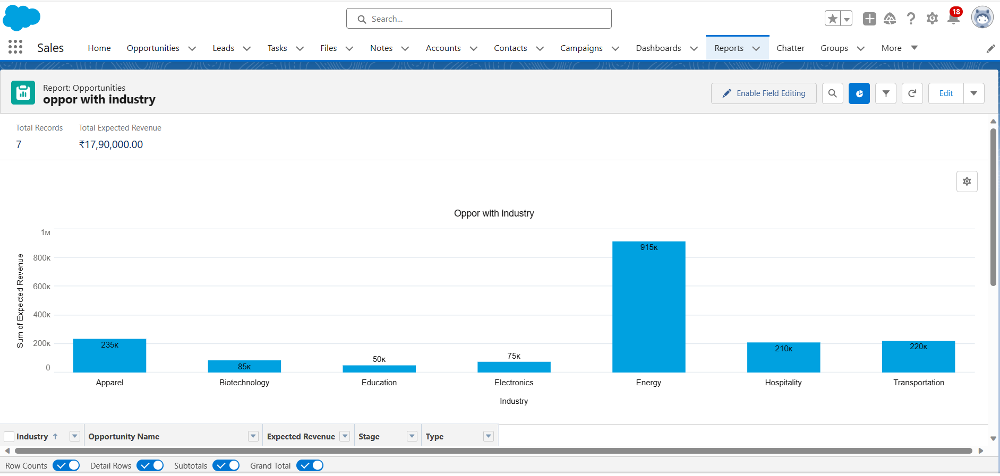 Search...
18
Sales Home Opportunities Leads Tasks Files Notes Accounts Contacts Campaigns Dashboards Reports Chatter Groups More
Report: Opportunities
oppor with industry
Enable Field Editing Edit
Total Records Total Expected Revenue
7 ₹17,90,000.00
Oppor with industry
Sum of Expected Revenue
1M
800K
600K
400K
200K
0
235K 85K 50K 75K 915K 210K 220K
Apparel Biotechnology Education Electronics Energy Hospitality Transportation
Industry
Industry Opportunity Name Expected Revenue Stage Type
Row Counts Detail Rows Subtotals Grand Total